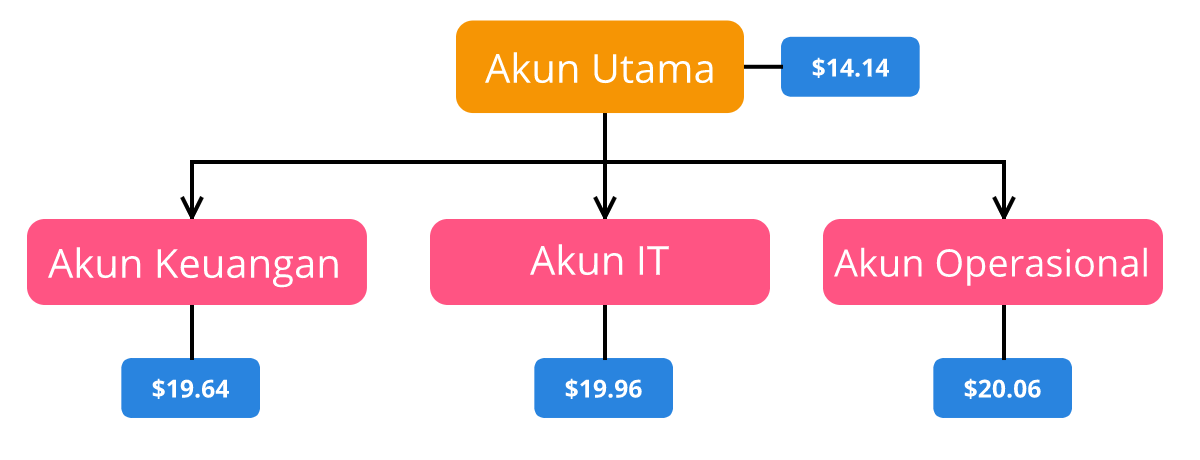 Akun Utama
$14.14
Akun Keuangan
Akun IT
Akun Operasional
$19.64
$19.96
$20.06